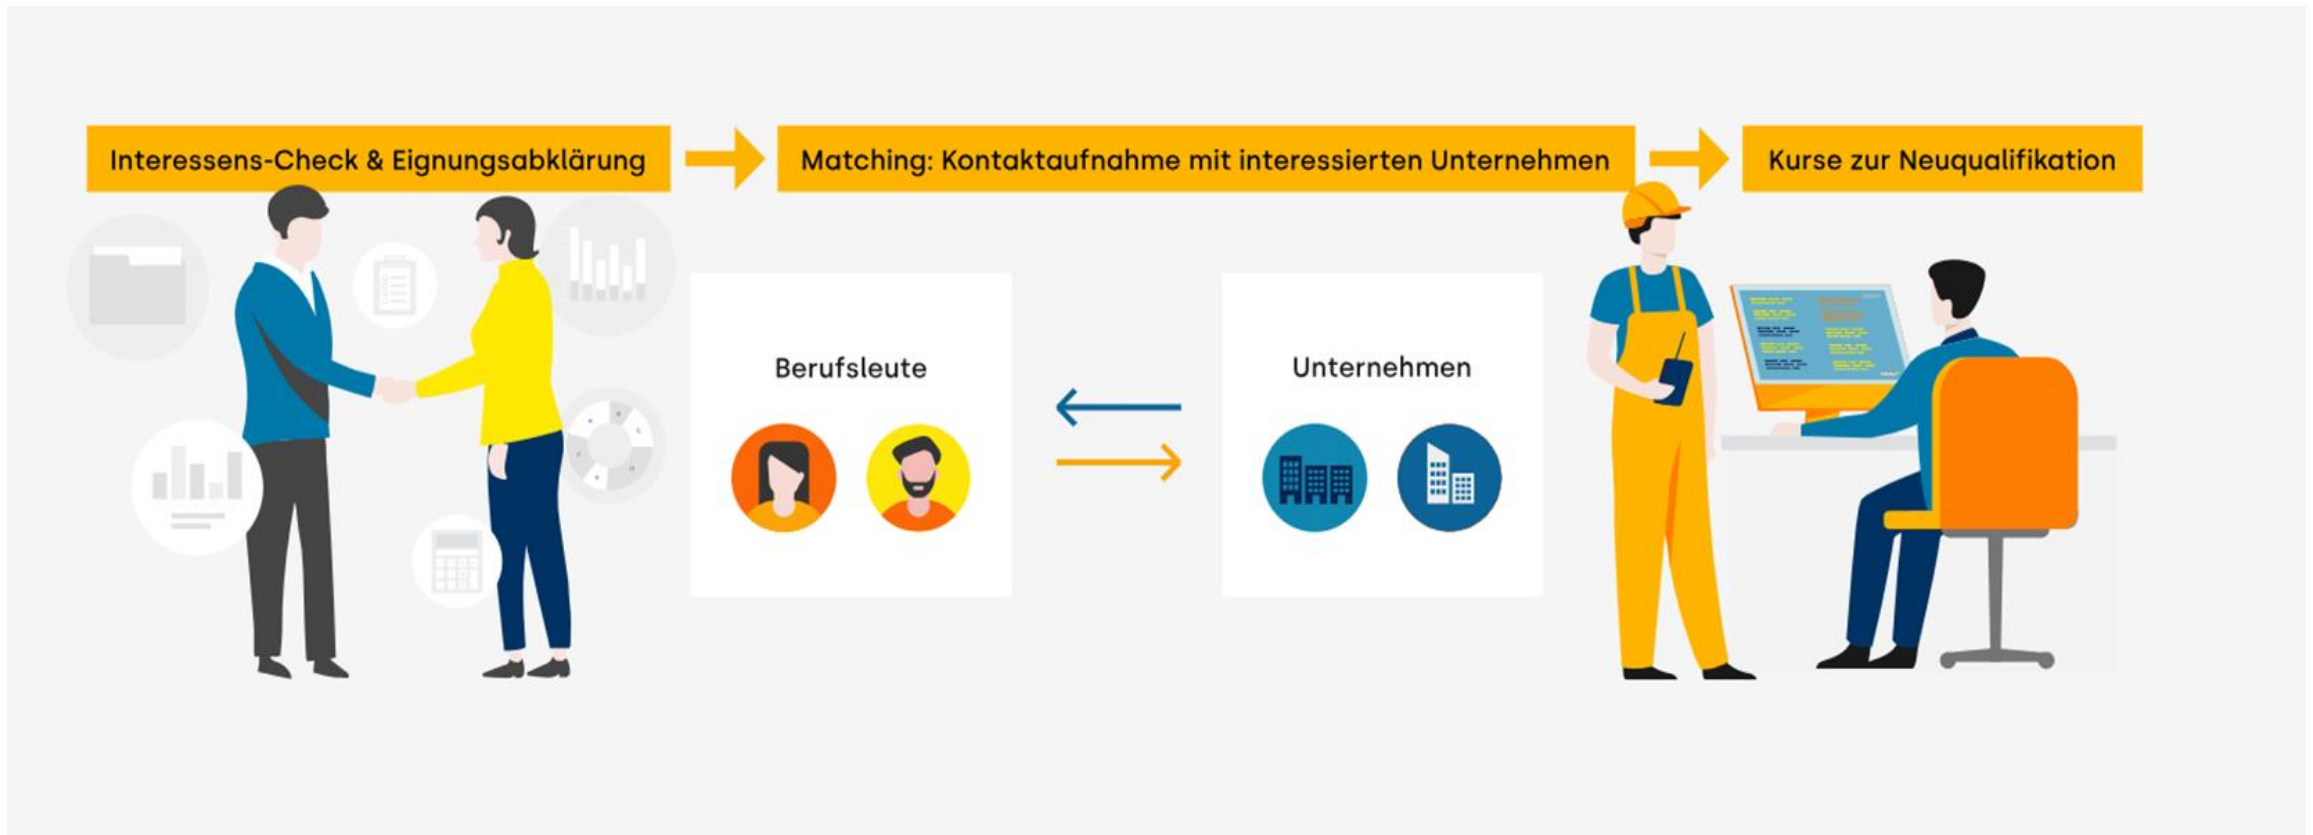 Interessens-Check & Eignungsabklärung
Matching: Kontaktaufnahme mit interessierten Unternehmen
Kurse zur Neuqualifikation
Berufsleute
Unternehmen